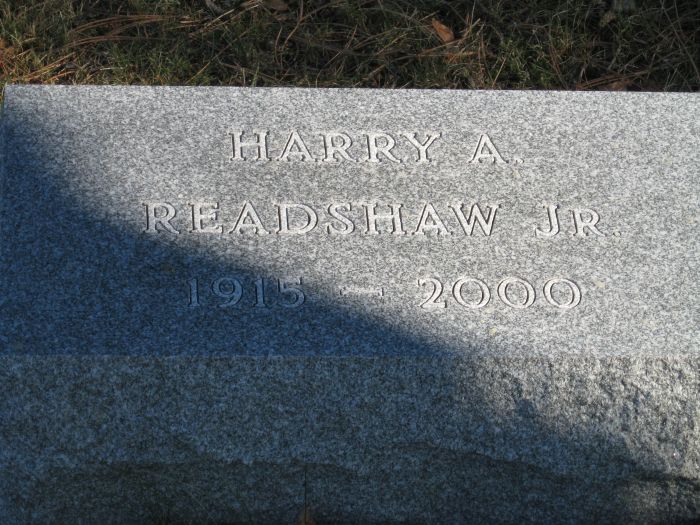 HARRY A.
READSHAW JR.
1915 — 2000